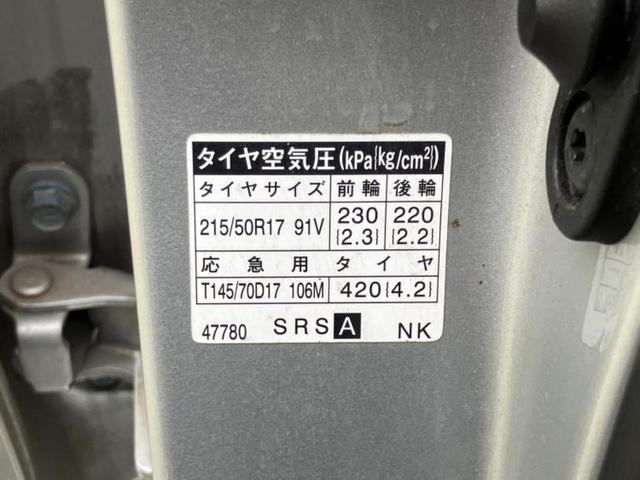 タイヤ空気圧(kPa{kg/cm²})
タイヤサイズ 前輪 後輪
215/50R17 91V 230 220
{2.3} {2.2}
応急用タイヤ
T145/70D17 106M 420{4.2}
47780 SRS A NK